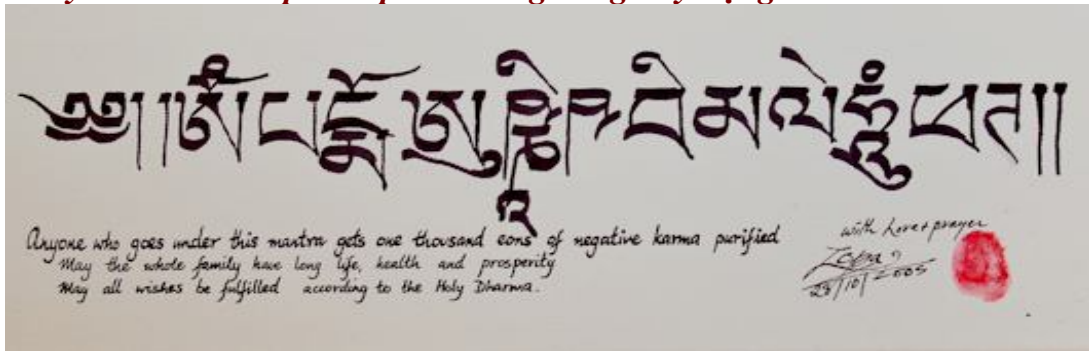 ༄༅། །ཨོཾ་པདྨོ་ཨུཥྞཱིཥ་བི་མ་ལེ་ཧཱུྃ་ཕཊ།།
Anyone who goes under this mantra gets one thousand eons of negative karma purified
May the whole family have long life, health and prosperity
May all wishes be fulfilled according to the Holy Dharma.
with Love & prayer
Zopa
28/10/2005